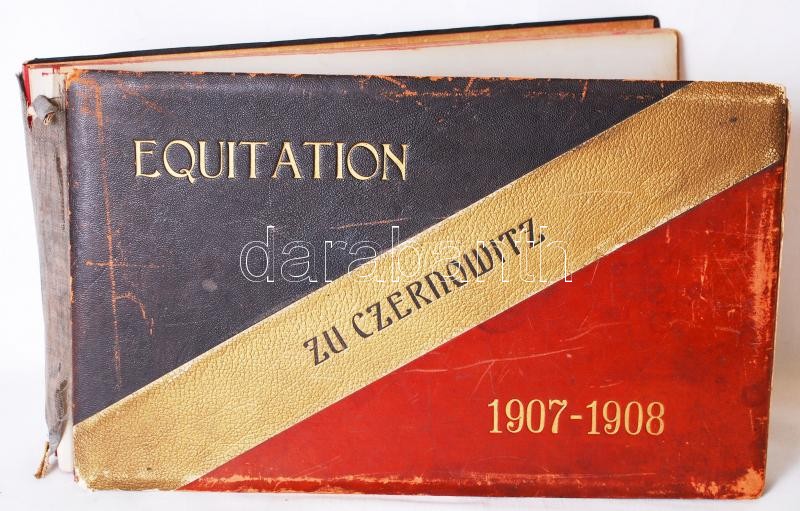 EQUITATION
ZU CZERNOWITZ
darabanth
1907-1908